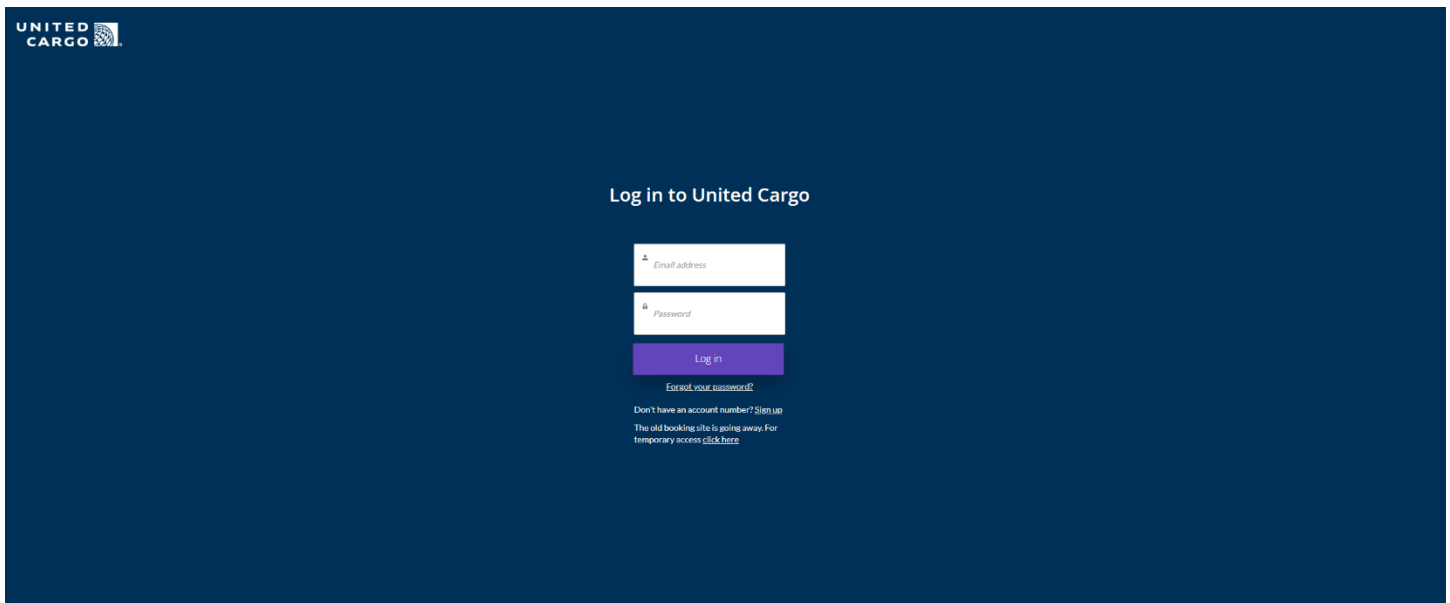 UNITED
CARGO
Log in to United Cargo
Email address
Password
Log in
Forgot your password?
Don't have an account number? Sign up
The old booking site is going away. For
temporary access click here